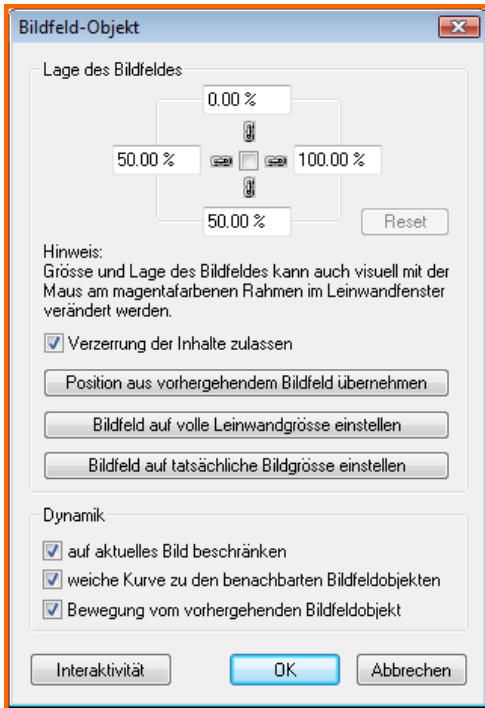 Bildfeld-Objekt
Lage des Bildfeldes
0.00 %
50.00 %
100.00 %
50.00 %
Reset
Hinweis:
Grösse und Lage des Bildfeldes kann auch visuell mit der
Maus am magentafarbenen Rahmen im Leinwandfenster
verändert werden.
Verzerrung der Inhalte zulassen
Position aus vorhergehendem Bildfeld übernehmen
Bildfeld auf volle Leinwandgrösse einstellen
Bildfeld auf tatsächliche Bildgrösse einstellen
Dynamik
auf aktuelles Bild beschränken
weiche Kurve zu den benachbarten Bildfeldobjekten
Bewegung vom vorhergehenden Bildfeldobjekt
Interaktivität
OK
Abbrechen